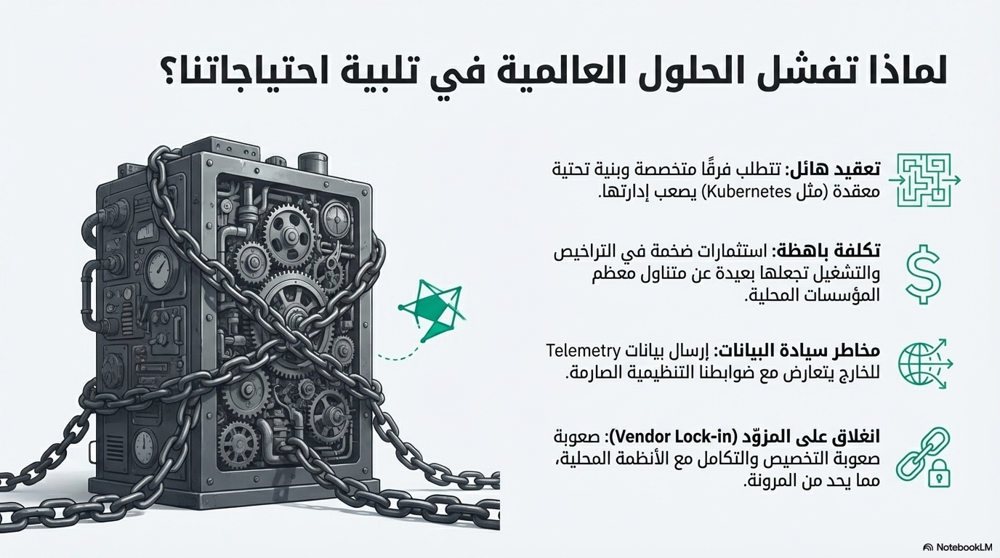 لماذا تفشل الحلول العالمية في تلبية احتياجاتنا؟
تعقيد هائل: تتطلب فرقًا متخصصة وبنية تحتية
معقدة (مثل Kubernetes) يصعب إدارتها.
تكلفة باهظة: استثمارات ضخمة في التراخيص
والتشغيل تجعلها بعيدة عن متناول معظم
المؤسسات المحلية.
مخاطر سيادة البيانات: إرسال بيانات Telemetry
للخارج يتعارض مع ضوابطنا التنظيمية الصارمة.
انغلاق على المزوّد (Vendor Lock-in): صعوبة
صعوبة التخصيص والتكامل مع الأنظمة المحلية،
مما يحد من المرونة.
NotebookLM